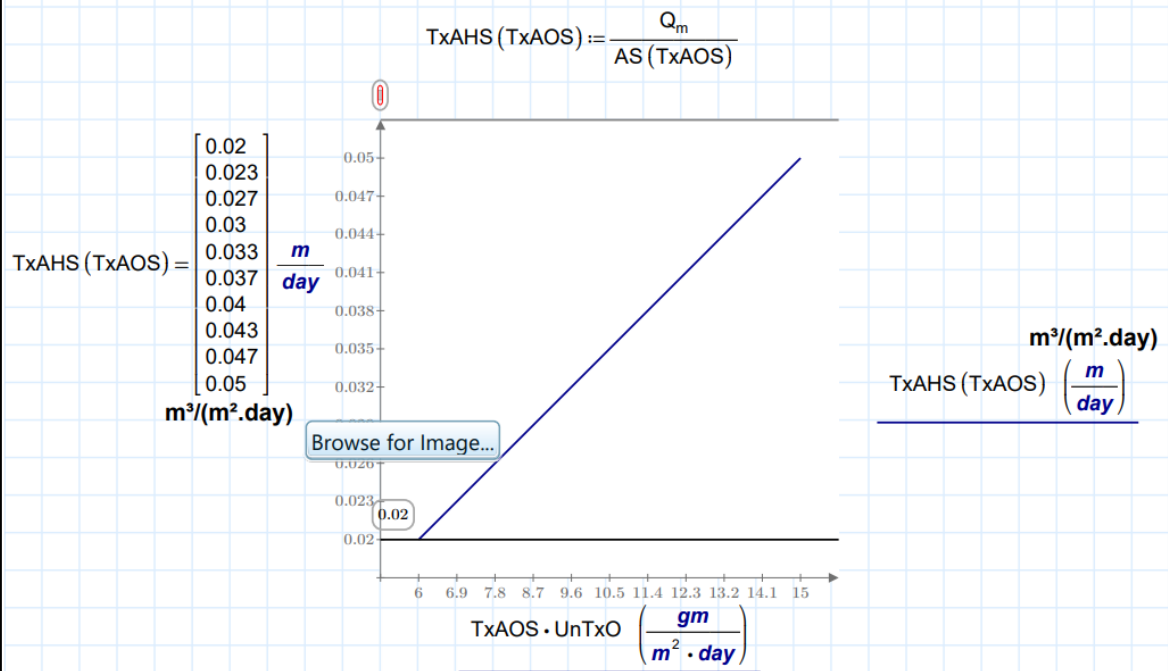 TxAHS (TxAOS) := Qm
AS (TxAOS)
TxAHS (TxAOS) =
0.02
0.023
0.027
0.03
0.033
0.037
0.04
0.043
0.047
0.05
m
day
m³/(m².day)
0.05
0.047
0.044
0.041
0.038
0.035
0.032
Browse for Image...
0.026
0.023
0.02
0.02
6 6.9 7.8 8.7 9.6 10.5 11.4 12.3 13.2 14.1 15
TxAOS · UnTxO (gm
m² · day)
m³/(m².day)
TxAHS (TxAOS) (m
day)